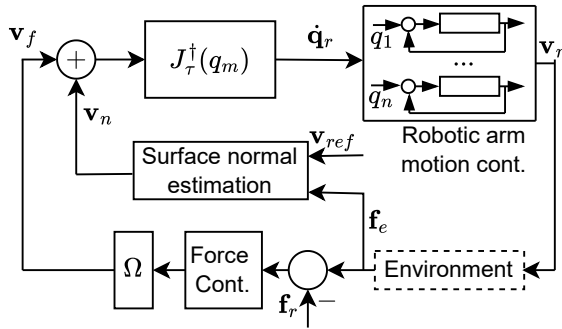 𝐯_f
+
J_τ^†(q_m)
𝐪̇_r
q_1
...
q_n
𝐯_r
Robotic arm
motion cont.
𝐯_n
Surface normal
estimation
𝐯_ref
𝐟_e
Ω
Force
Cont.
Environment
𝐟_r
−